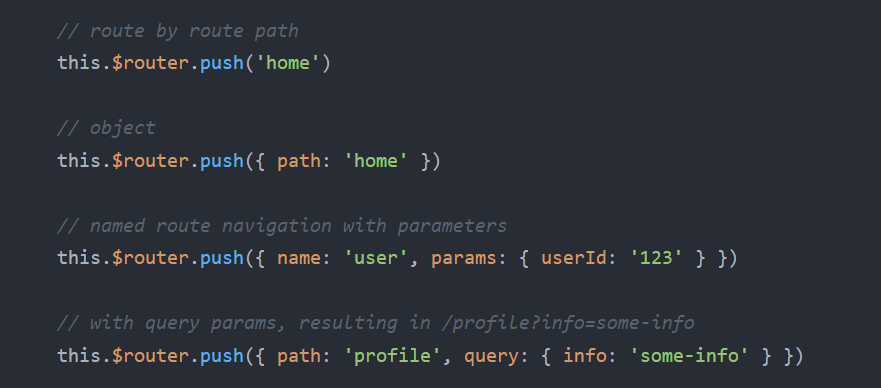 // route by route path
this.$router.push('home')
// object
this.$router.push({ path: 'home' })
// named route navigation with parameters
this.$router.push({ name: 'user', params: { userId: '123' } })
// with query params, resulting in /profile?info=some-info
this.$router.push({ path: 'profile', query: { info: 'some-info' } })